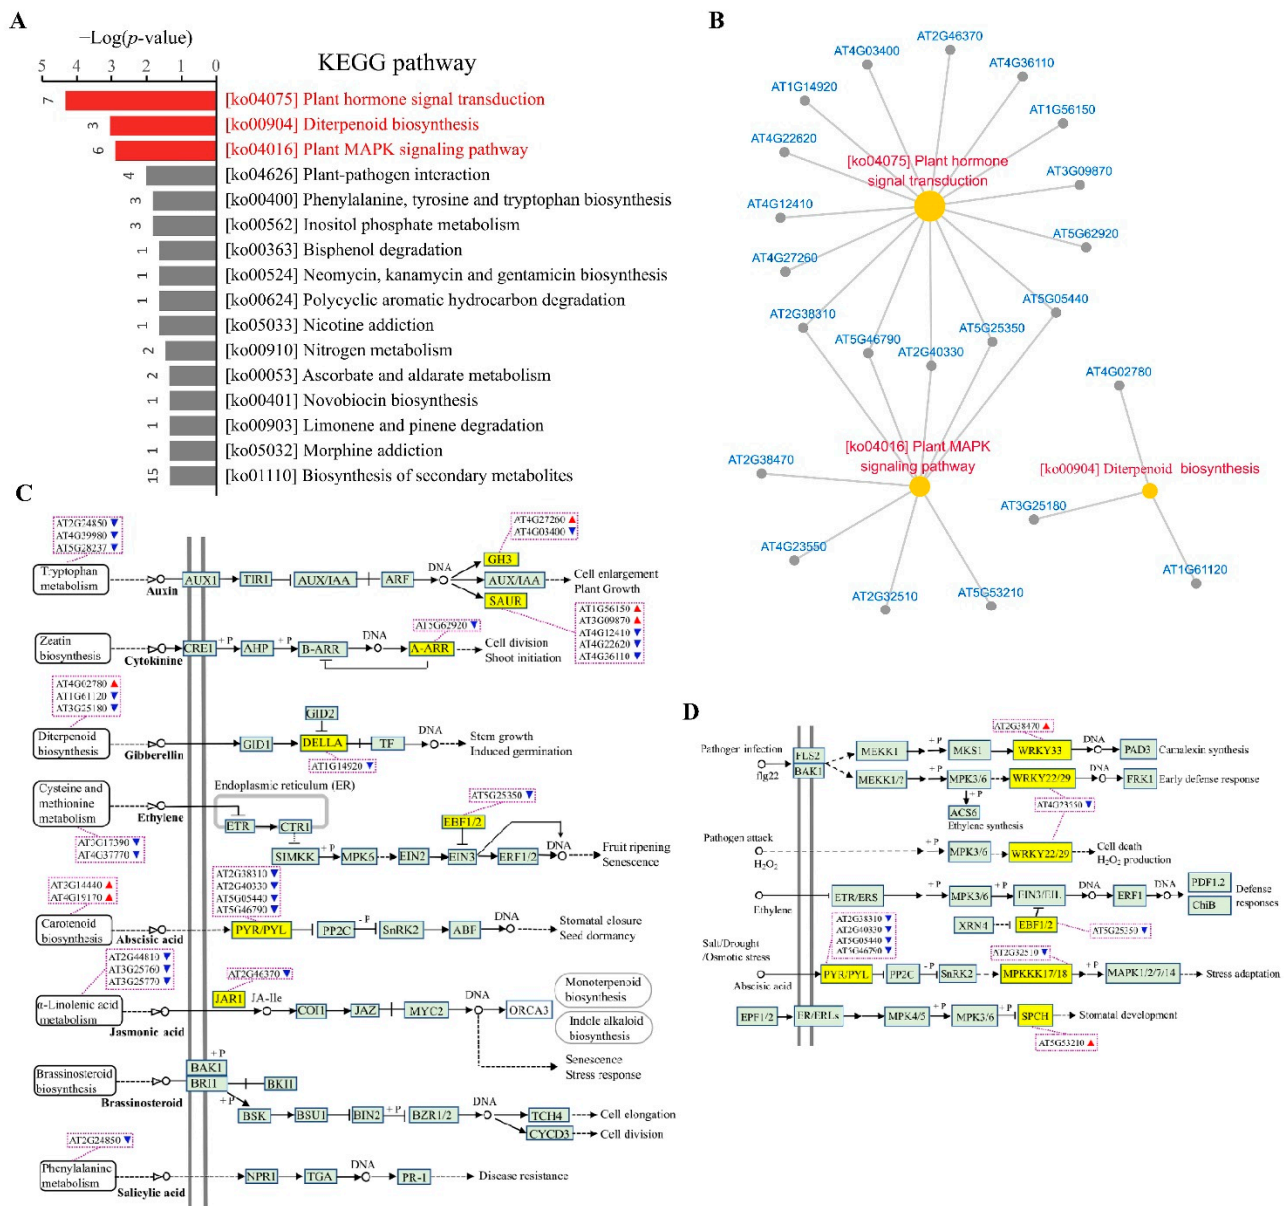 A
−Log(p-value)
5 4 3 2 1 0
KEGG pathway
7
[ko04075] Plant hormone signal transduction
3
[ko00904] Diterpenoid biosynthesis
6
[ko04016] Plant MAPK signaling pathway
4
[ko04626] Plant-pathogen interaction
3
[ko00400] Phenylalanine, tyrosine and tryptophan biosynthesis
3
[ko00562] Inositol phosphate metabolism
1
[ko00363] Bisphenol degradation
1
[ko00524] Neomycin, kanamycin and gentamicin biosynthesis
1
[ko00624] Polycyclic aromatic hydrocarbon degradation
1
[ko05033] Nicotine addiction
2
[ko00910] Nitrogen metabolism
2
[ko00053] Ascorbate and aldarate metabolism
1
[ko00401] Novobiocin biosynthesis
1
[ko00903] Limonene and pinene degradation
1
[ko05032] Morphine addiction
15
[ko01110] Biosynthesis of secondary metabolites
B
AT2G46370
AT4G03400
AT4G36110
AT1G14920
AT1G56150
AT4G22620
[ko04075] Plant hormone
signal transduction
AT3G09870
AT4G12410
AT5G62920
AT4G27260
AT5G05440
AT2G38310
AT5G25350
AT5G46790
AT2G40330
AT4G02780
[ko04016] Plant MAPK
signaling pathway
AT2G38470
[ko00904] Diterpenoid biosynthesis
AT3G25180
AT4G23550
AT1G61120
AT2G32510
AT5G53210
C
AT2G24850
AT4G39980
AT5G28237
Tryptophan
metabolism
Auxin
AUX1
TIR1
AUX/IAA
ARF
DNA
AT4G27260
AT4G03400
GH3
AUX/IAA
SAUR
Cell enlargement
Plant Growth
AT1G56150
AT3G09870
AT4G12410
AT4G22620
AT4G36110
Zeatin
biosynthesis
Cytokinine
CRE1
+P
AHP
+P
B-ARR
DNA
AT5G62920
A-ARR
Cell division
Shoot initiation
AT4G02780
AT1G61120
AT3G25180
Diterpenoid
biosynthesis
Gibberellin
GID2
GID1
DELLA
TF
DNA
AT1G14920
Stem growth
Induced germination
Cysteine and
methionine
metabolism
Ethylene
AT3G17390
AT4G37770
Endoplasmic reticulum (ER)
ETR
CTR1
SIMKK
+P
MPK6
EIN2
AT5G25350
EBF1/2
EIN3
ERF1/2
DNA
Fruit ripening
Senescence
AT3G14440
AT4G19170
Carotenoid
biosynthesis
Abscisic acid
AT2G38310
AT2G40330
AT5G05440
AT5G46790
PYR/PYL
PP2C
-P
SnRK2
ABF
DNA
Stomatal closure
Seed dormancy
AT2G44810
AT3G25760
AT3G25770
α-Linolenic acid
metabolism
Jasmonic acid
AT2G46370
JAR1
JA-Ile
COI1
JAZ
MYC2
DNA
ORCA3
Monoterpenoid
biosynthesis
Indole alkaloid
biosynthesis
Senescence
Stress response
Brassinosteroid
biosynthesis
Brassinosteroid
+P
BAK1
BRI1
BKI1
+P
BSK
BSU1
BIN2
+P
BZR1/2
DNA
TCH4
CYCD3
Cell elongation
Cell division
AT2G24850
Phenylalanine
metabolism
Salicylic acid
NPR1
TGA
DNA
PR-1
Disease resistance
D
AT2G38470
Pathogen infection
flg22
FLS2
BAK1
MEKK1
+P
MKS1
WRKY33
DNA
PAD3
Camalexin synthesis
MEKK1/?
+P
MPK3/6
WRKY22/29
DNA
FRK1
Early defense response
ACS6
Ethylene synthesis
AT4G23550
Pathogen attack
H2O2
+P
MPK3/6
WRKY22/29
Cell death
H2O2 production
Ethylene
ETR/ERS
+P
MPK3/6
+P
EIN3/EIL
DNA
ERF1
DNA
PDF1.2
ChiB
Defense
responses
XRN4
EBF1/2
AT5G25350
AT2G38310
AT2G40330
AT5G05440
AT5G46790
Salt/Drought
/Osmotic stress
Abscisic acid
PYR/PYL
PP2C
-P
SnRK2
AT2G32510
MPKKK17/18
+P
MAPK1/2/7/14
Stress adaptation
EPF1/2
ER/ERLs
MPK4/5
+P
MPK3/6
+P
SPCH
Stomatal development
AT5G53210